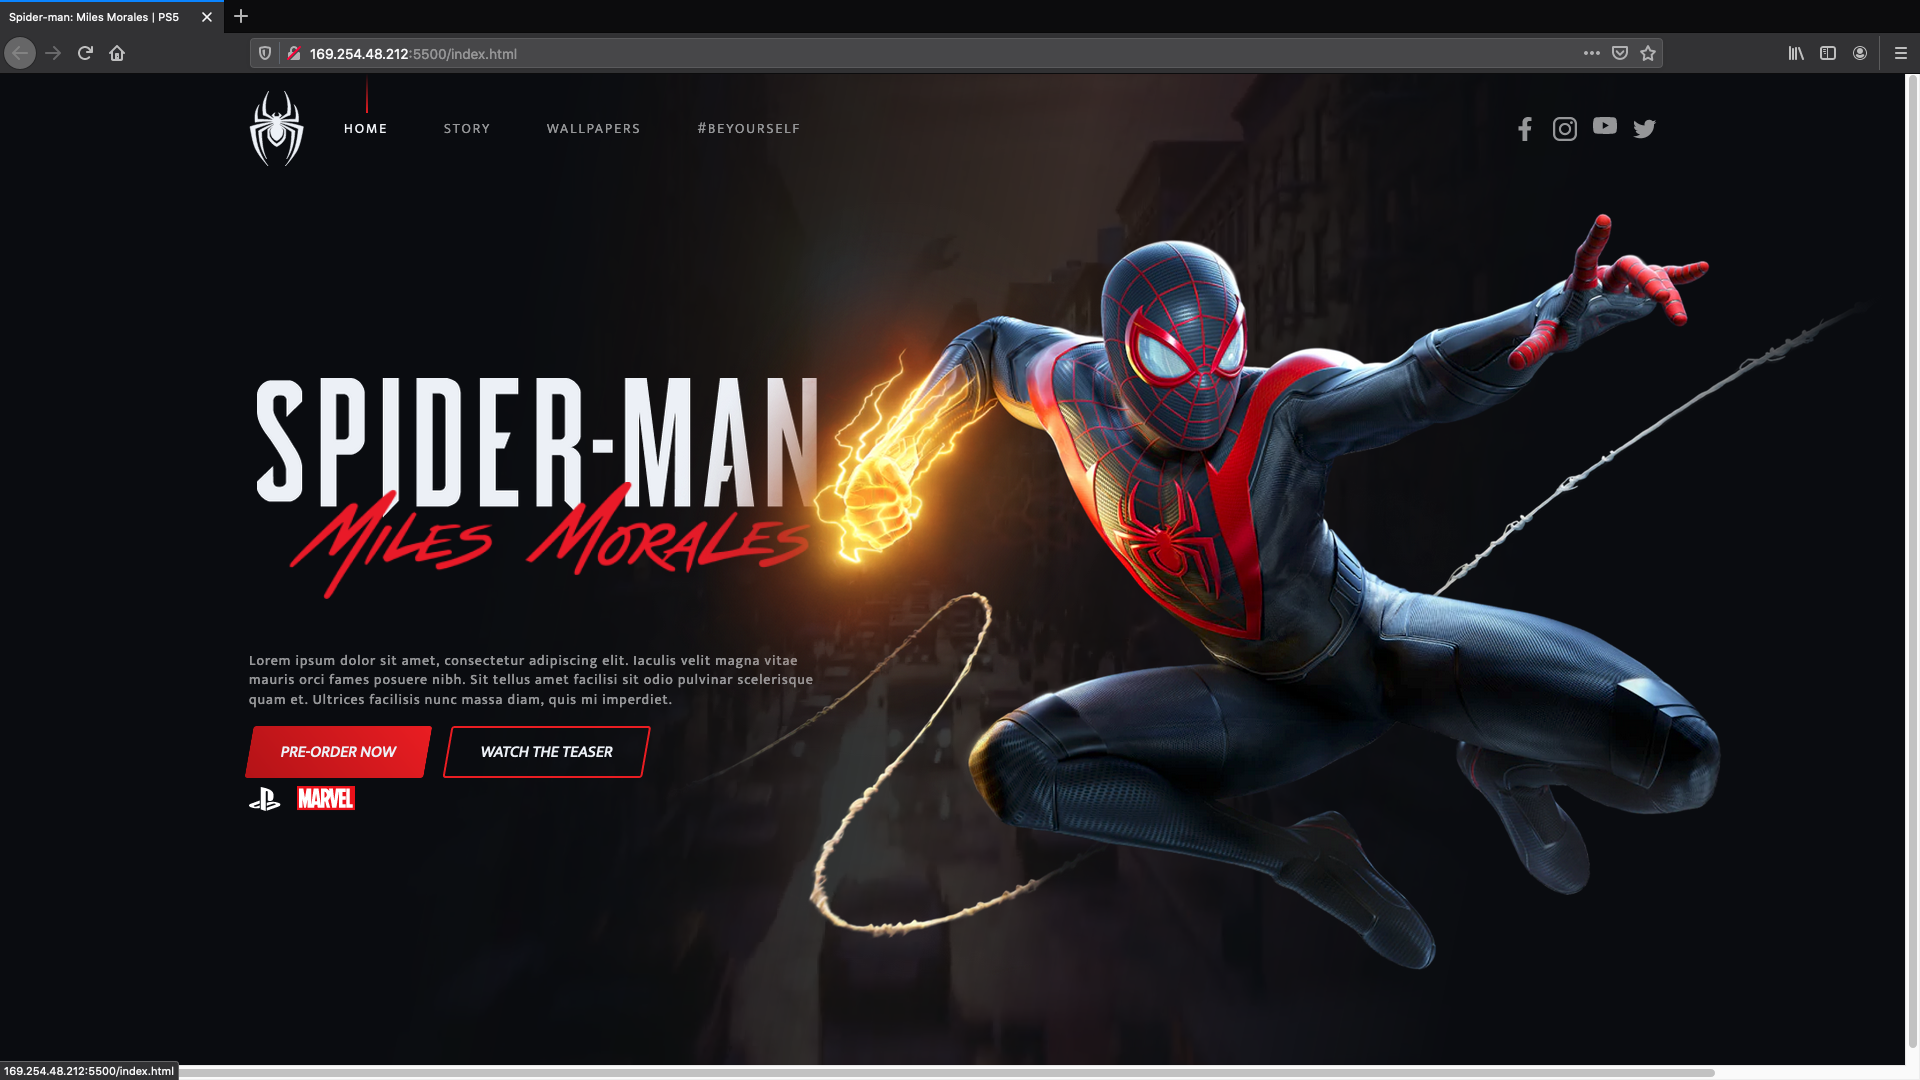 Spider-man: Miles Morales | PS5
169.254.48.212:5500/index.html
HOME STORY WALLPAPERS #BEYOURSELF
SPIDER-MAN
MILES MORALES
Lorem ipsum dolor sit amet, consectetur adipiscing elit. Iaculis velit magna vitae
mauris orci fames posuere nibh. Sit tellus amet facilisi sit odio pulvinar scelerisque
quam et. Ultrices facilisis nunc massa diam, quis mi imperdiet.
PRE-ORDER NOW WATCH THE TEASER
MARVEL
169.254.48.212:5500/index.html